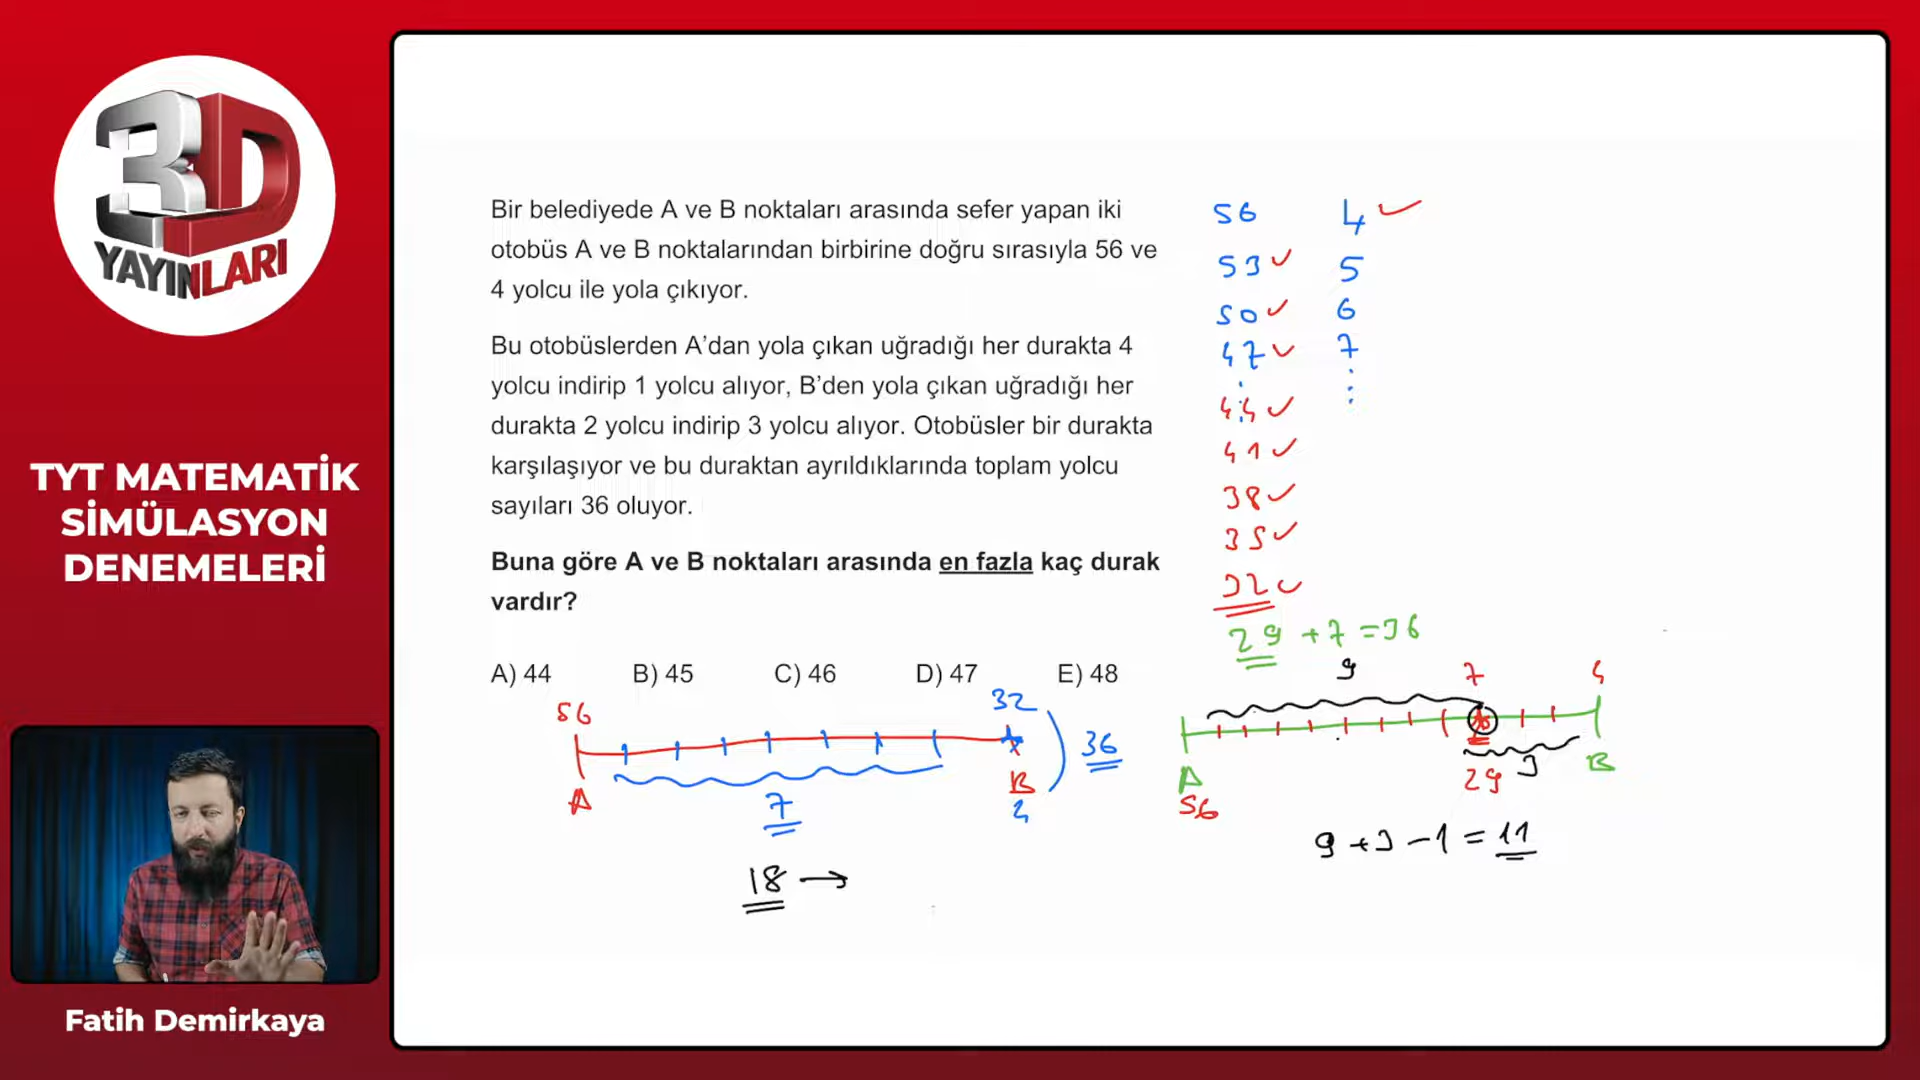 3D
YAYINLARI
TYT MATEMATİK
SİMÜLASYON
DENEMELERİ
Fatih Demirkaya
Bir belediyede A ve B noktaları arasında sefer yapan iki
otobüs A ve B noktalarından birbirine doğru sırasıyla 56 ve
4 yolcu ile yola çıkıyor.
Bu otobüslerden A’dan yola çıkan uğradığı her durakta 4
yolcu indirip 1 yolcu alıyor, B’den yola çıkan uğradığı her
durakta 2 yolcu indirip 3 yolcu alıyor. Otobüsler bir durakta
karşılaşıyor ve bu duraktan ayrıldıklarında toplam yolcu
sayıları 36 oluyor.
Buna göre A ve B noktaları arasında en fazla kaç durak
vardır?
A) 44 B) 45 C) 46 D) 47 E) 48
56 4 ✓
53 ✓ 5
50 ✓ 6
47 ✓ 7
44 ✓
41 ✓
38 ✓
35 ✓
32 ✓
29 + 7 = 36
56 32
36
A B
7 4
18 →
9 7 4
A 29 3 B
56
9 + 3 - 1 = 11